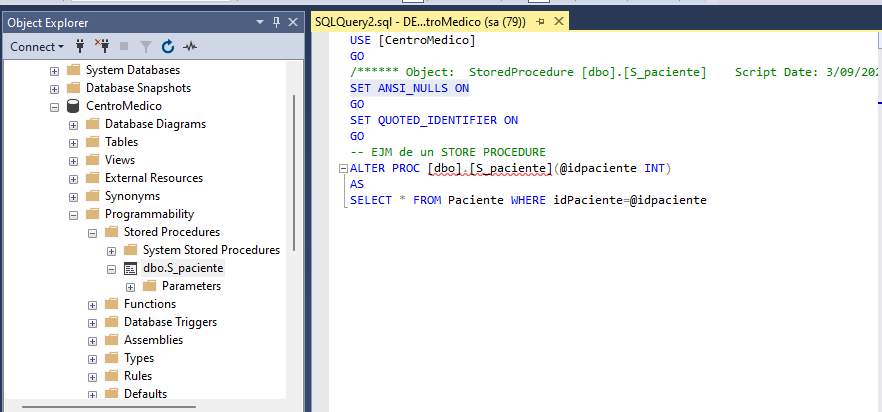 Object Explorer
Connect
System Databases
Database Snapshots
CentroMedico
Database Diagrams
Tables
Views
External Resources
Synonyms
Programmability
Stored Procedures
System Stored Procedures
dbo.S_paciente
Parameters
Functions
Database Triggers
Assemblies
Types
Rules
Defaults
SQLQuery2.sql - DE...troMedico (sa (79))
USE [CentroMedico]
GO
/****** Object:  StoredProcedure [dbo].[S_paciente]    Script Date: 3/09/202
SET ANSI_NULLS ON
GO
SET QUOTED_IDENTIFIER ON
GO
-- EJM de un STORE PROCEDURE
ALTER PROC [dbo].[S_paciente](@idpaciente INT)
AS
SELECT * FROM Paciente WHERE idPaciente=@idpaciente